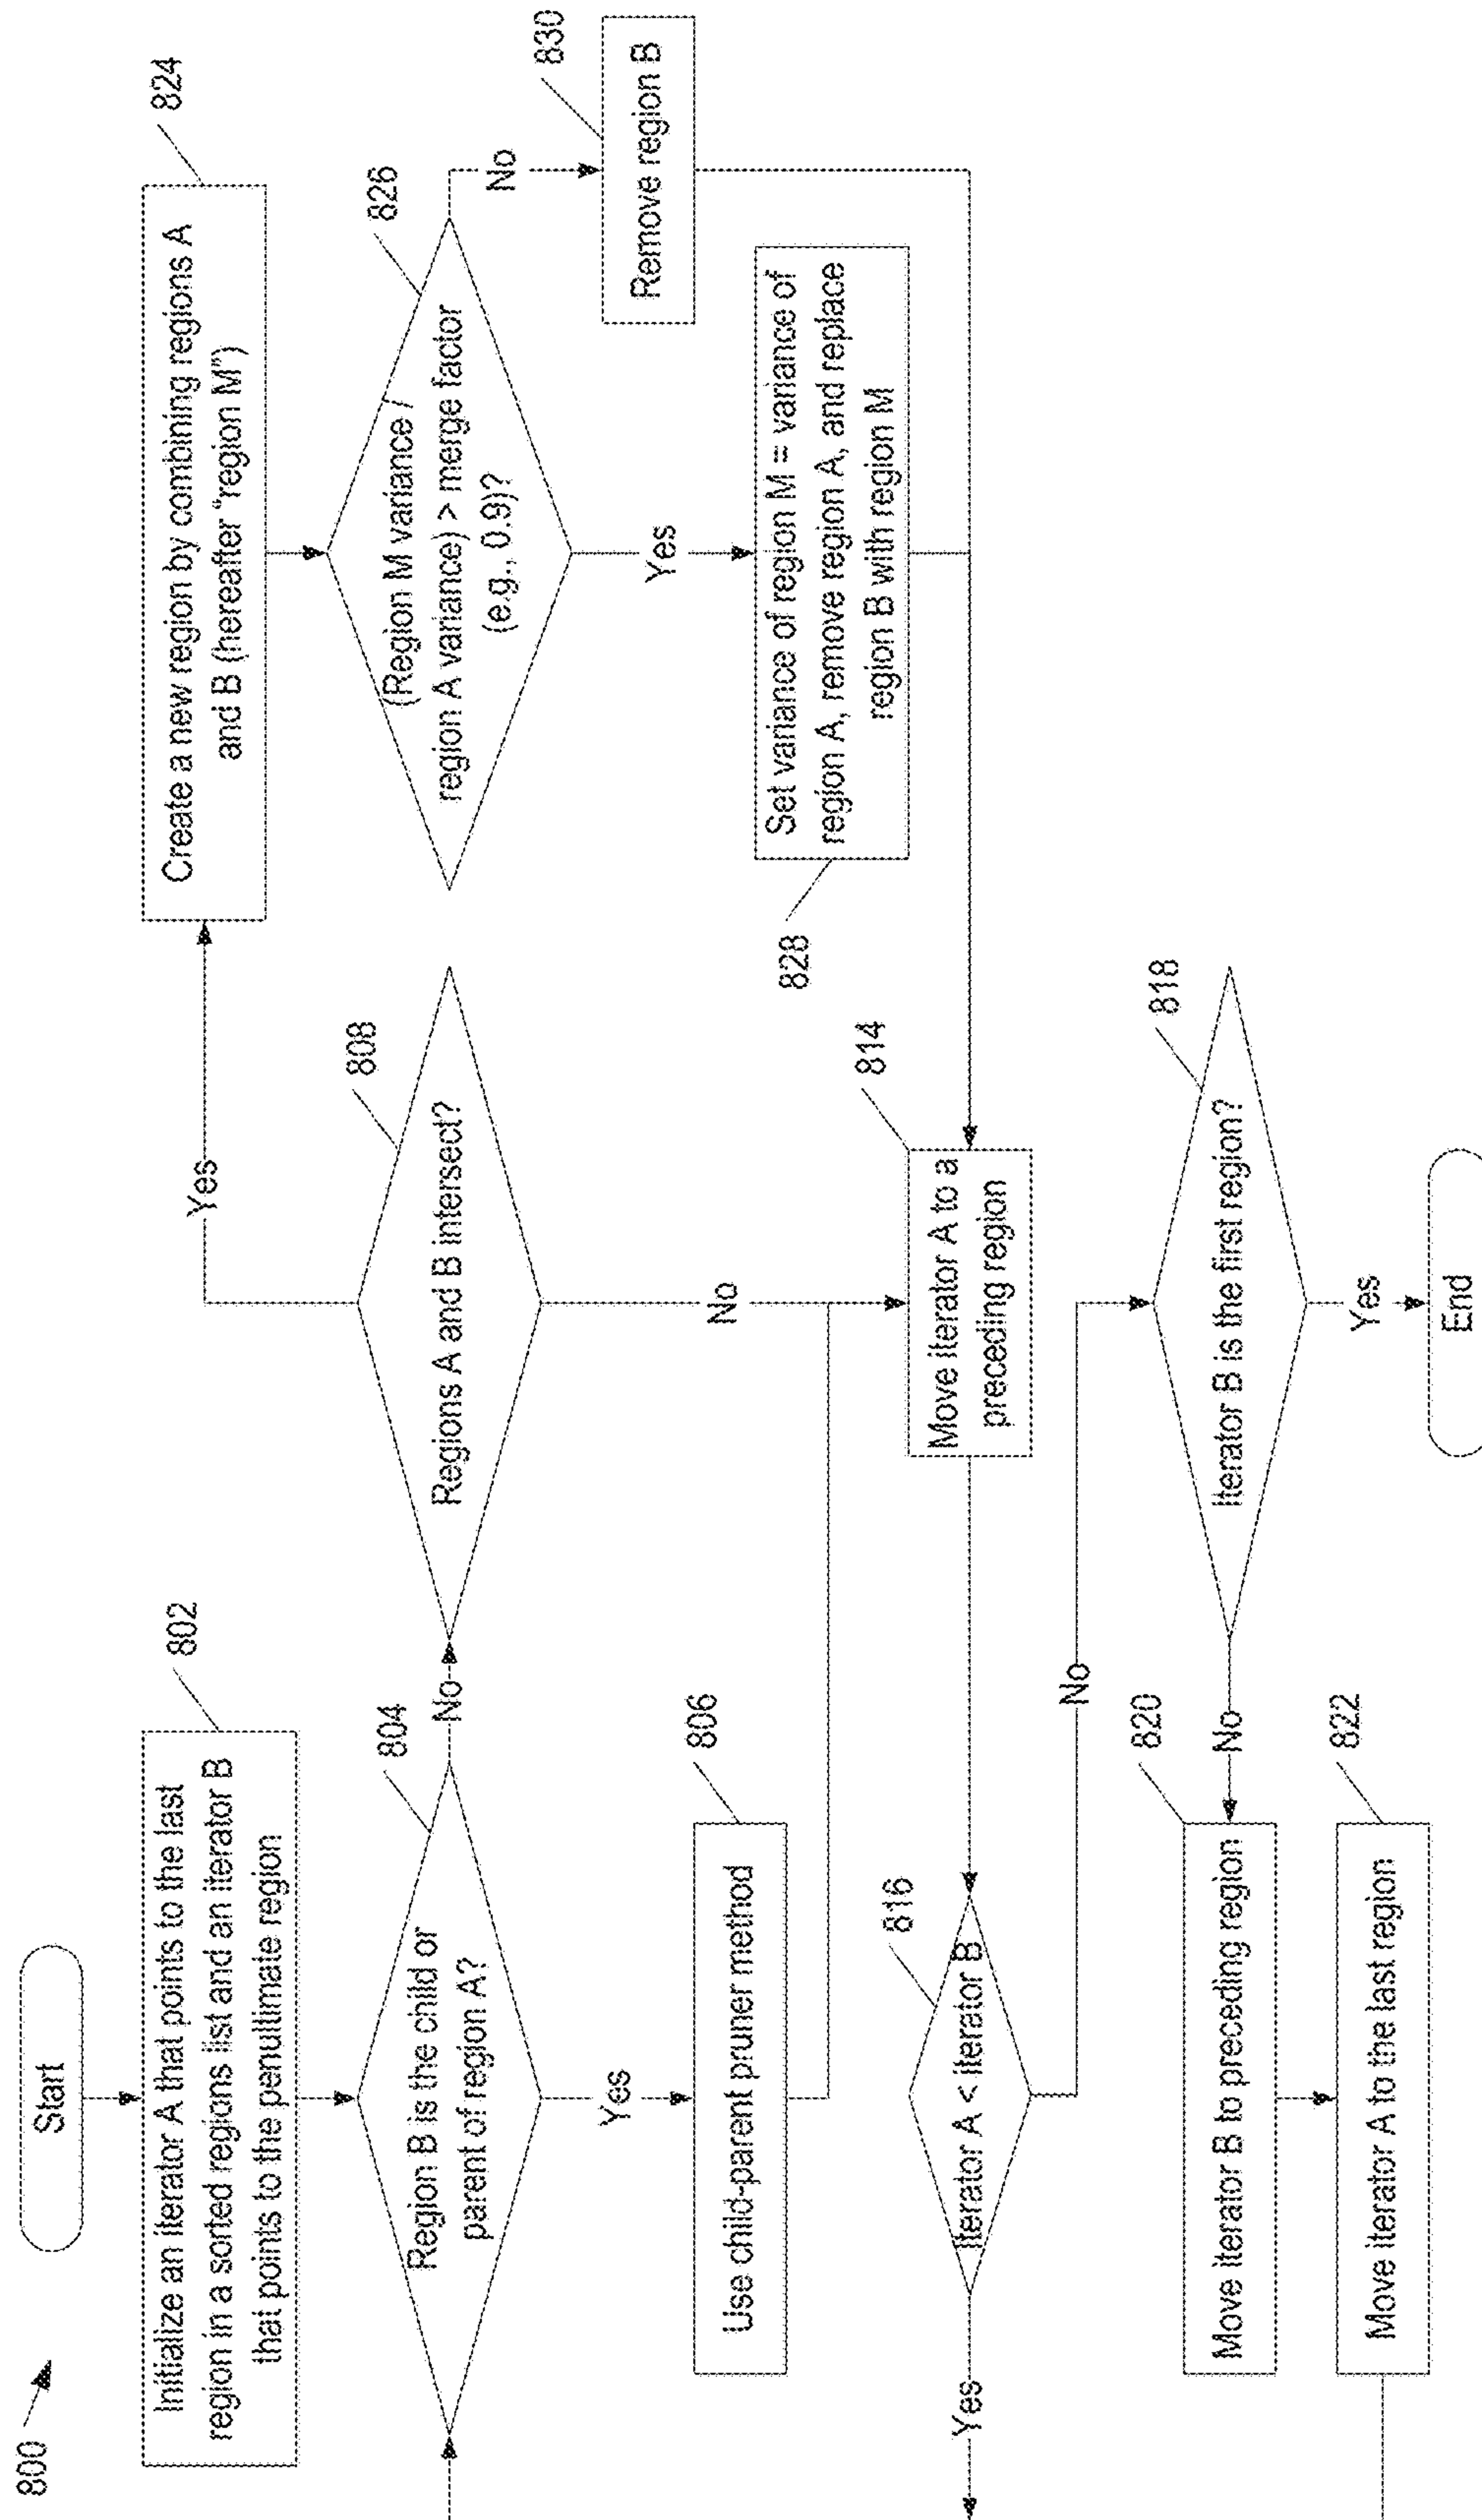 800
Start
802
Initialize an iterator A that points to the last
region in a sorted regions list and an iterator B
that points to the penultimate region
804
Region B is the child or
parent of region A?
No
Yes
806
Use child-parent pruner method
808
Regions A and B intersect?
Yes
No
824
Create a new region by combining regions A
and B (hereafter “region M”)
826
(Region M variance /
region A variance) > merge factor
(e.g., 0.9)?
No
Yes
830
Remove region B
828
Set variance of region M = variance of
region A, remove region A, and replace
region B with region M
814
Move iterator A to a
preceding region
816
Iterator A < iterator B
Yes
No
818
Iterator B is the first region?
No
Yes
820
Move iterator B to preceding region
822
Move iterator A to the last region
End